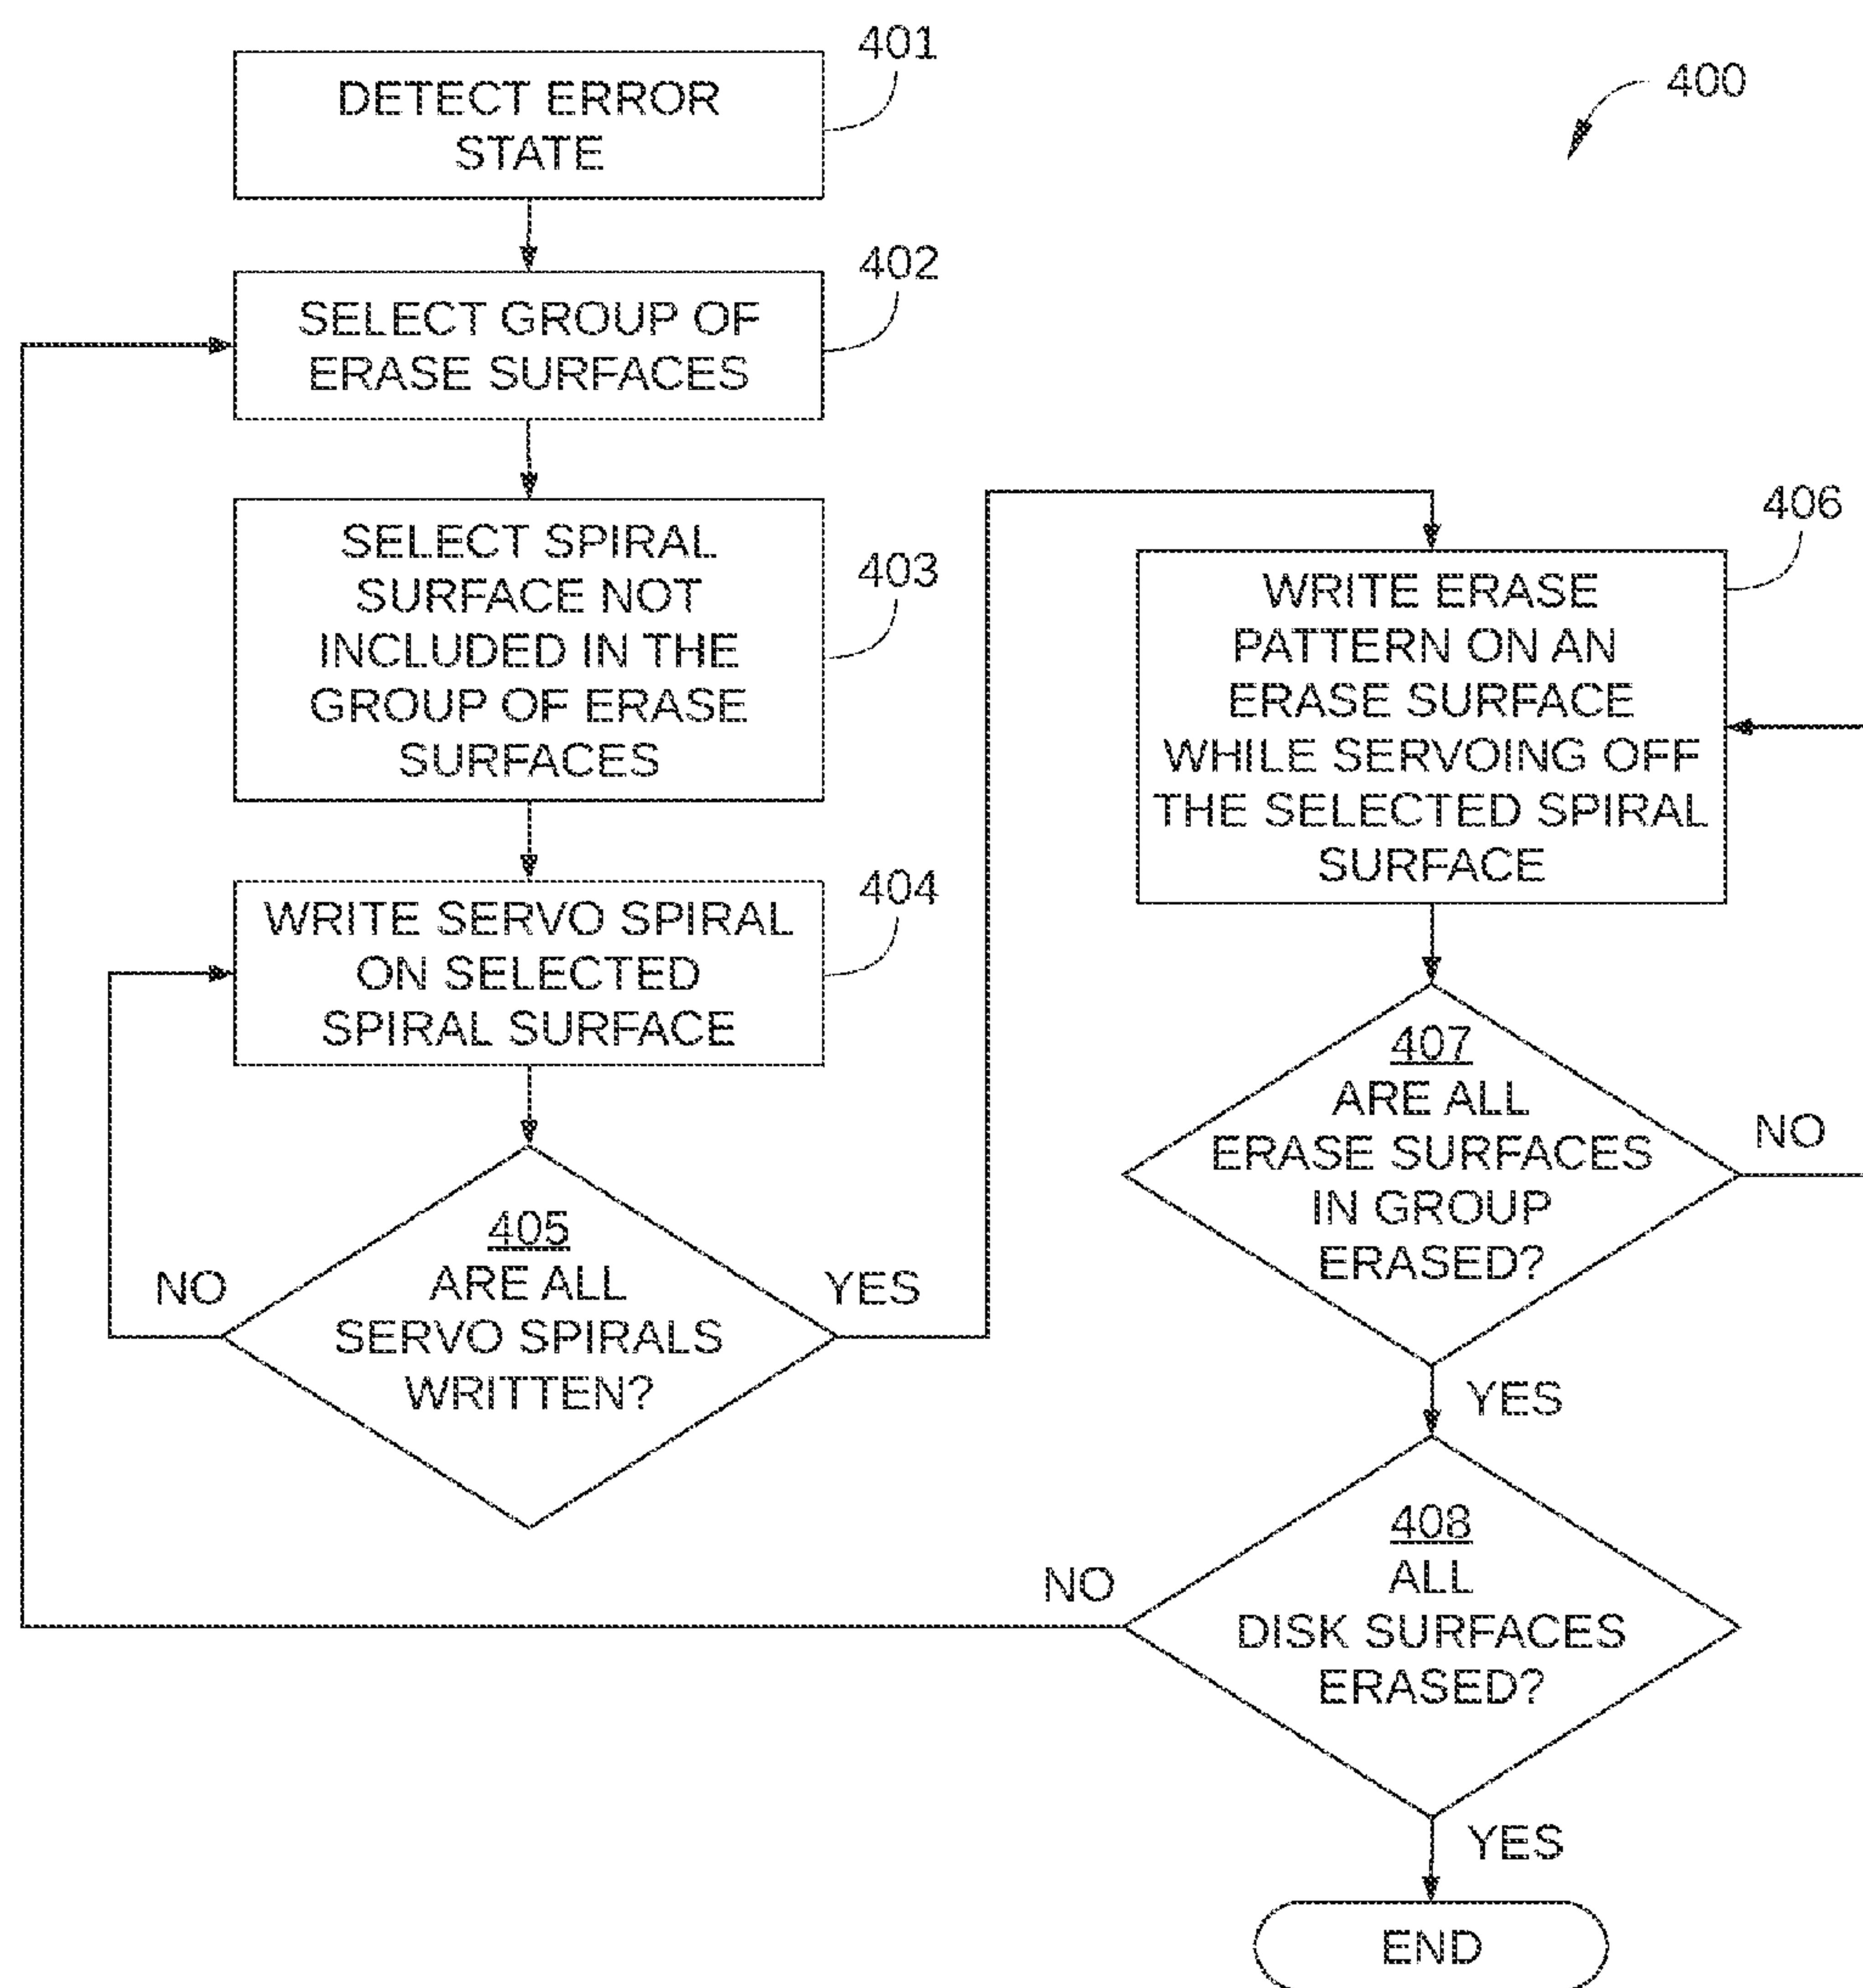 401
DETECT ERROR
STATE
400
402
SELECT GROUP OF
ERASE SURFACES
403
SELECT SPIRAL
SURFACE NOT
INCLUDED IN THE
GROUP OF ERASE
SURFACES
404
WRITE SERVO SPIRAL
ON SELECTED
SPIRAL SURFACE
405
ARE ALL
SERVO SPIRALS
WRITTEN?
NO
YES
406
WRITE ERASE
PATTERN ON AN
ERASE SURFACE
WHILE SERVOING OFF
THE SELECTED SPIRAL
SURFACE
407
ARE ALL
ERASE SURFACES
IN GROUP
ERASED?
NO
YES
408
ALL
DISK SURFACES
ERASED?
NO
YES
END